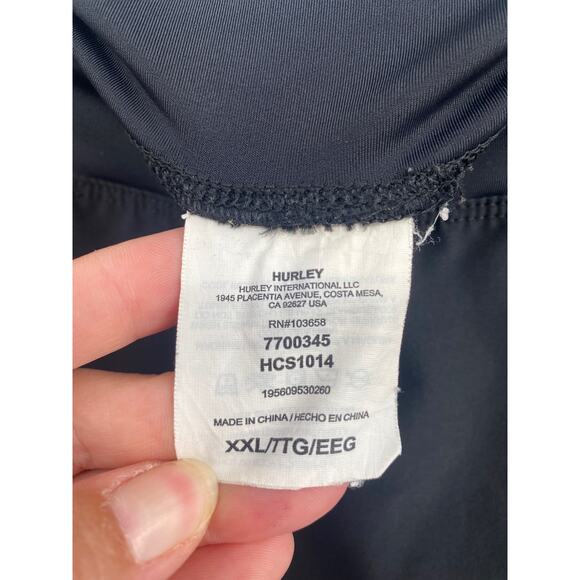 HURLEY
HURLEY INTERNATIONAL LLC
1945 PLACENTIA AVENUE, COSTA MESA,
CA 92627 USA
RN#103658
7700345
HCS1014
195609530260
MADE IN CHINA / HECHO EN CHINA
XXL/TTG/EEG